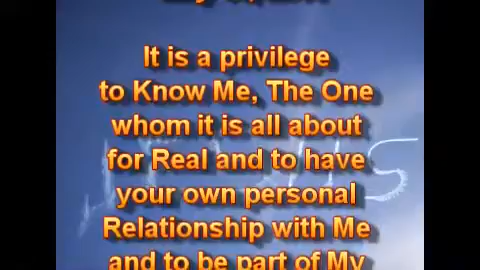 It is a privilege
to Know Me, The One
whom it is all about
for Real and to have
your own personal
Relationship with Me
and to be part of My